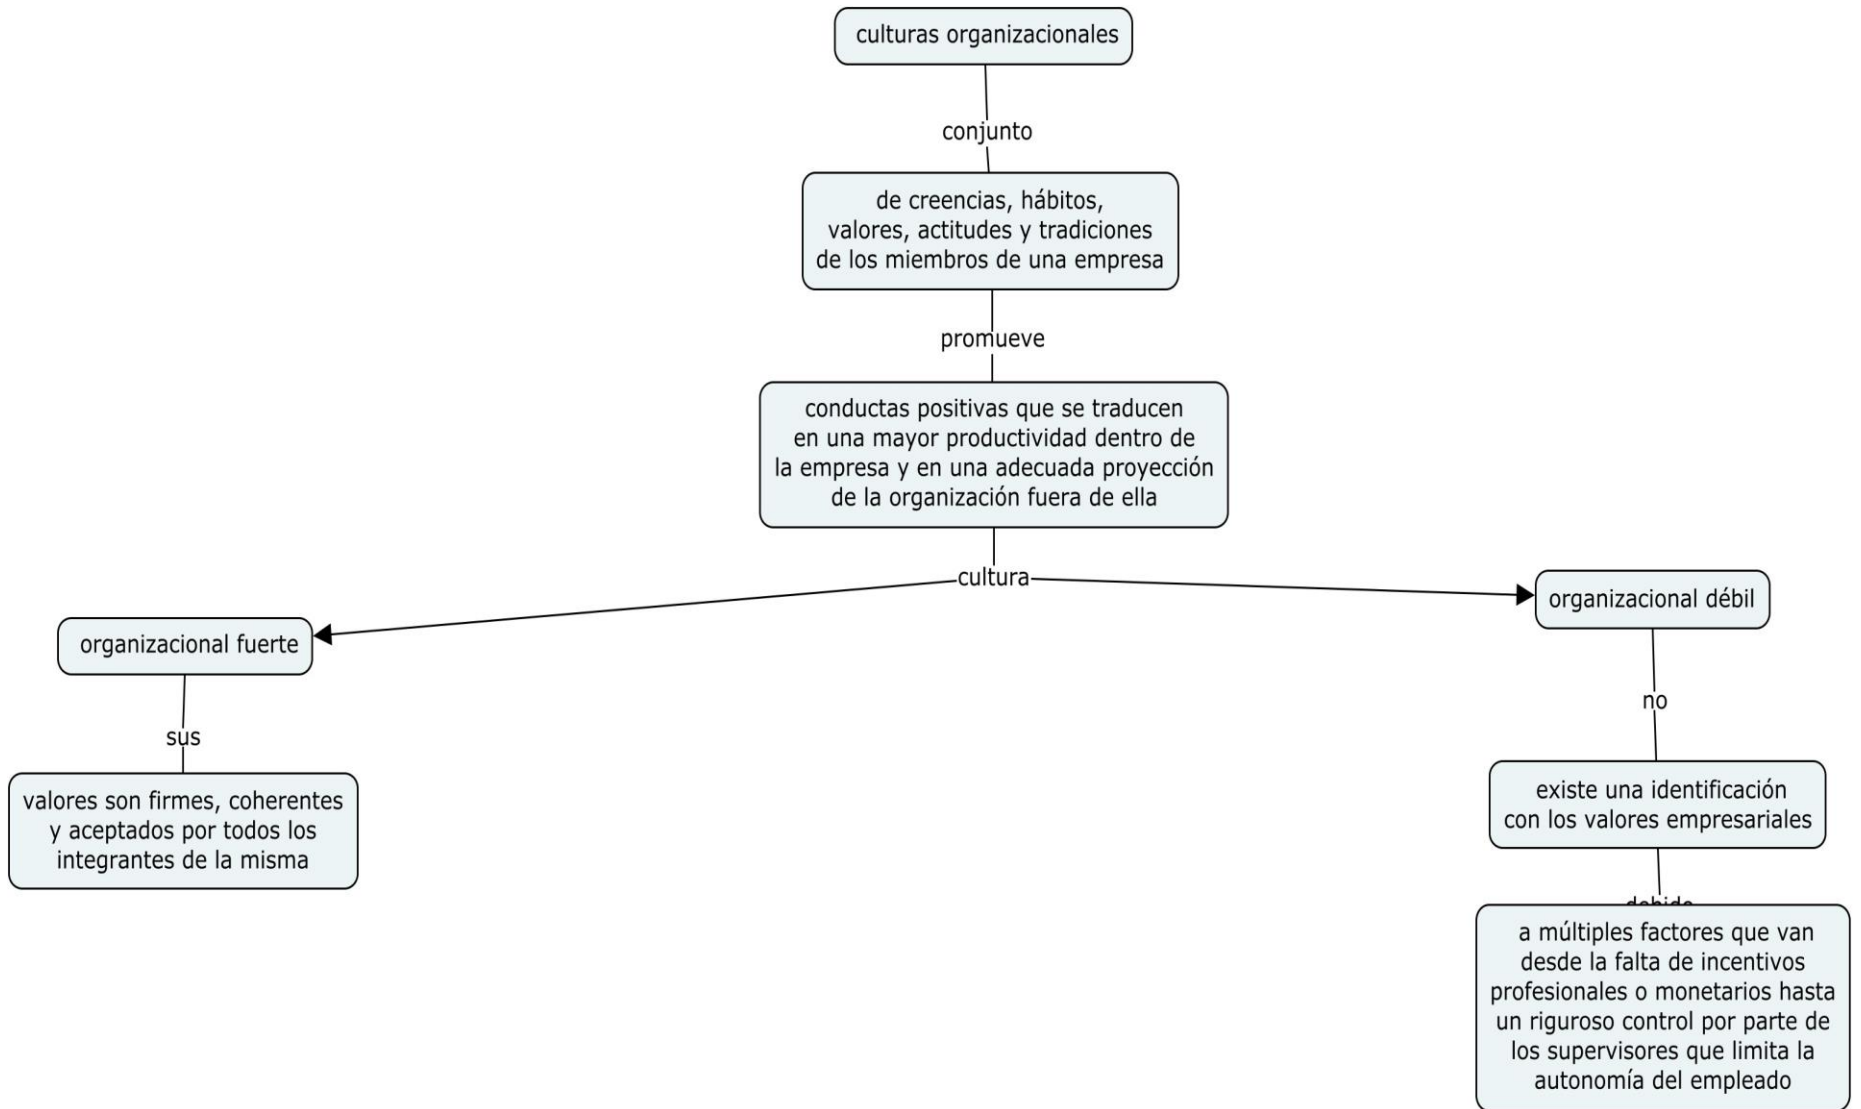 culturas organizacionales
conjunto
de creencias, hábitos,
valores, actitudes y tradiciones
de los miembros de una empresa
promueve
conductas positivas que se traducen
en una mayor productividad dentro de
la empresa y en una adecuada proyección
de la organización fuera de ella
cultura
organizacional fuerte
sus
valores son firmes, coherentes
y aceptados por todos los
integrantes de la misma
organizacional débil
no
existe una identificación
con los valores empresariales
debido
a múltiples factores que van
desde la falta de incentivos
profesionales o monetarios hasta
un riguroso control por parte de
los supervisores que limita la
autonomía del empleado